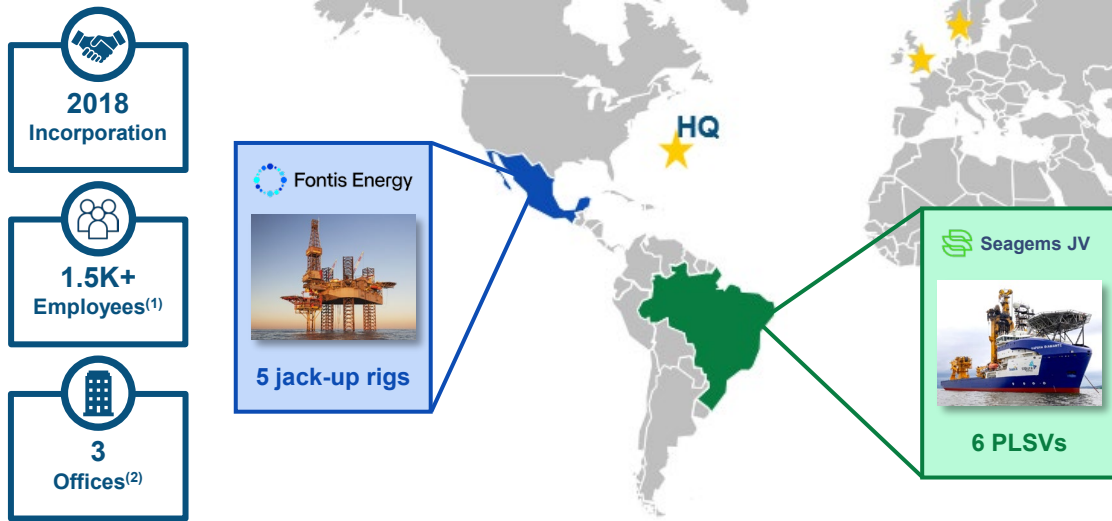 2018
Incorporation
1.5K+
Employees(1)
3
Offices(2)
HQ
Fontis Energy
5 jack-up rigs
Seagems JV
6 PLSVs